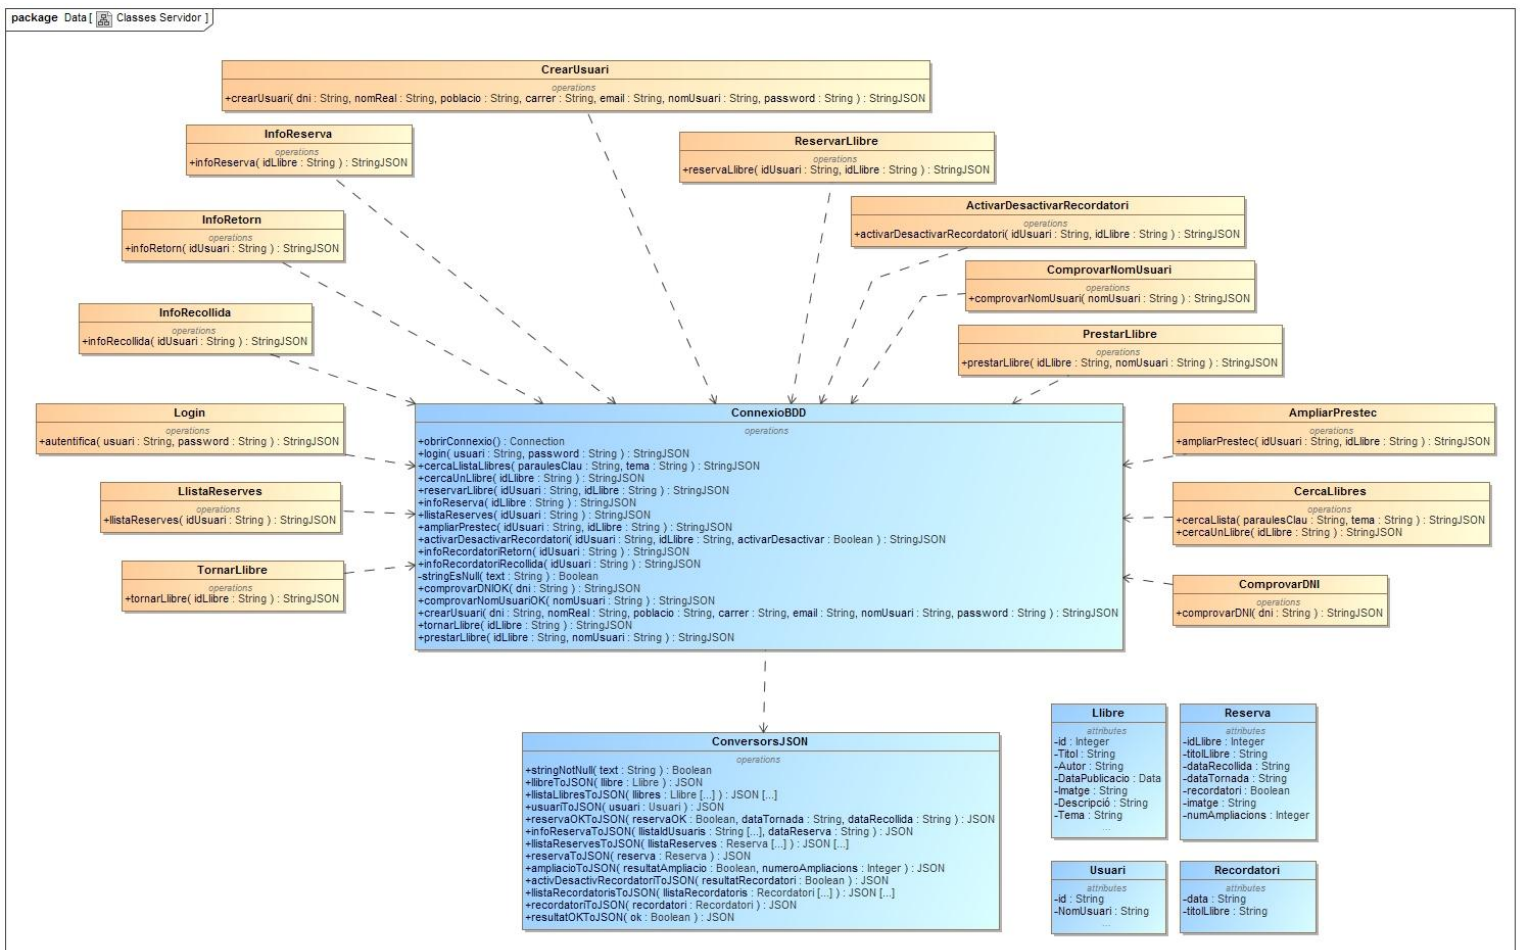 package Data [ Classes Servidor ]
CrearUsuari
operations
+crearUsuari( dni : String, nomReal : String, poblacio : String, carrer : String, email : String, nomUsuari : String, password : String ) : StringJSON
InfoReserva
operations
+infoReserva( idLlibre : String ) : StringJSON
ReservarLlibre
operations
+reservaLlibre( idUsuari : String, idLlibre : String ) : StringJSON
InfoRetorn
operations
+infoRetorn( idUsuari : String ) : StringJSON
ActivarDesactivarRecordatori
operations
+activarDesactivarRecordatori( idUsuari : String, idLlibre : String ) : StringJSON
ComprovarNomUsuari
operations
+comprovarNomUsuari( nomUsuari : String ) : StringJSON
InfoRecollida
operations
+infoRecollida( idUsuari : String ) : StringJSON
PrestarLlibre
operations
+prestarLlibre( idLlibre : String, nomUsuari : String ) : StringJSON
Login
operations
+autentifica( usuari : String, password : String ) : StringJSON
LlistaReserves
operations
+llistaReserves( idUsuari : String ) : StringJSON
TornarLlibre
operations
+tornarLlibre( idLlibre : String ) : StringJSON
ConnexioBDD
operations
+obrirConnexio() : Connection
+login( usuari : String, password : String ) : StringJSON
+cercaLlistaLlibres( paraulesClau : String, tema : String ) : StringJSON
+cercaUnLlibre( idLlibre : String ) : StringJSON
+reservarLlibre( idUsuari : String, idLlibre : String ) : StringJSON
+infoReserva( idLlibre : String ) : StringJSON
+llistaReserves( idUsuari : String ) : StringJSON
+ampliarPrestec( idUsuari : String, idLlibre : String ) : StringJSON
+activarDesactivarRecordatori( idUsuari : String, idLlibre : String, activarDesactivar : Boolean ) : StringJSON
+infoRecordatoriRetorn( idUsuari : String ) : StringJSON
+infoRecordatoriRecollida( idUsuari : String ) : StringJSON
-stringEsNull( text : String ) : Boolean
+comprovarDNIOK( dni : String ) : StringJSON
+comprovarNomUsuariOK( nomUsuari : String ) : StringJSON
+crearUsuari( dni : String, nomReal : String, poblacio : String, carrer : String, email : String, nomUsuari : String, password : String ) : StringJSON
+tornarLlibre( idLlibre : String ) : StringJSON
+prestarLlibre( idLlibre : String, nomUsuari : String ) : StringJSON
AmpliarPrestec
operations
+ampliarPrestec( idUsuari : String, idLlibre : String ) : StringJSON
CercaLlibres
operations
+cercaLlista( paraulesClau : String, tema : String ) : StringJSON
+cercaUnLlibre( idLlibre : String ) : StringJSON
ComprovarDNI
operations
+comprovarDNI( dni : String ) : StringJSON
ConversorsJSON
operations
+stringNotNull( text : String ) : Boolean
+llibreToJSON( llibre : Llibre ) : JSON
+llistaLlibresToJSON( llibres : Llibre [...] ) : JSON [...]
+usuariToJSON( usuari : Usuari ) : JSON
+reservaOKToJSON( reservaOK : Boolean, dataTornada : String, dataRecollida : String ) : JSON
+infoReservaToJSON( llistaIdUsuaris : String [...], dataReserva : String ) : JSON
+llistaReservesToJSON( llistaReserves : Reserva [...] ) : JSON [...]
+reservaToJSON( reserva : Reserva ) : JSON
+ampliacioToJSON( resultatAmpliacio : Boolean, numeroAmpliacions : Integer ) : JSON
+activDesactivRecordatoriToJSON( resultatRecordatori : Boolean ) : JSON
+llistaRecordatorisToJSON( llistaRecordatoris : Recordatori [...] ) : JSON [...]
+recordatoriToJSON( recordatori : Recordatori ) : JSON
+resultatOKToJSON( ok : Boolean ) : JSON
Llibre
attributes
-id : Integer
-Titol : String
-Autor : String
-DataPublicacio : Data
-Imatge : String
-Descripció : String
-Tema : String
...
Reserva
attributes
-idLlibre : Integer
-titolLlibre : String
-dataRecollida : String
-dataTornada : String
-recordatori : Boolean
-imatge : String
-numAmpliacions : Integer
Usuari
attributes
-id : String
-NomUsuari : String
...
Recordatori
attributes
-data : String
-titolLlibre : String